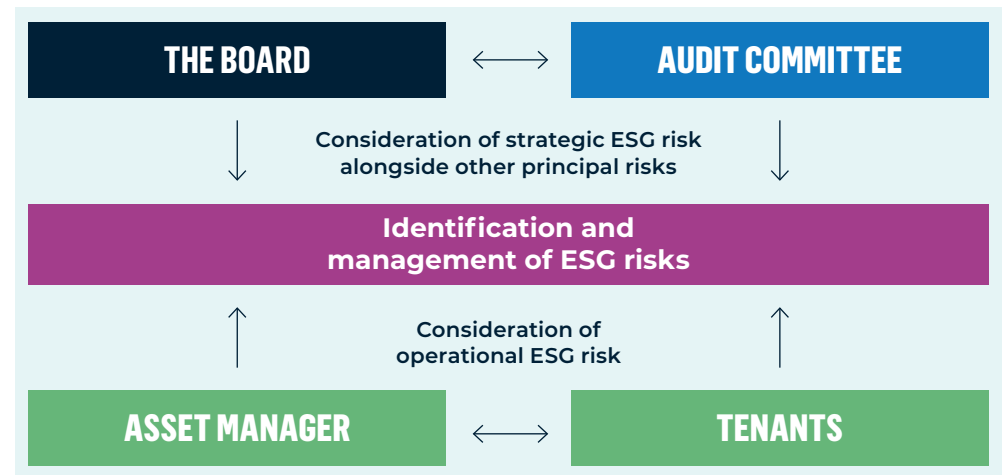 THE BOARD
AUDIT COMMITTEE
Consideration of strategic ESG risk
alongside other principal risks
Identification and
management of ESG risks
Consideration of
operational ESG risk
ASSET MANAGER
TENANTS